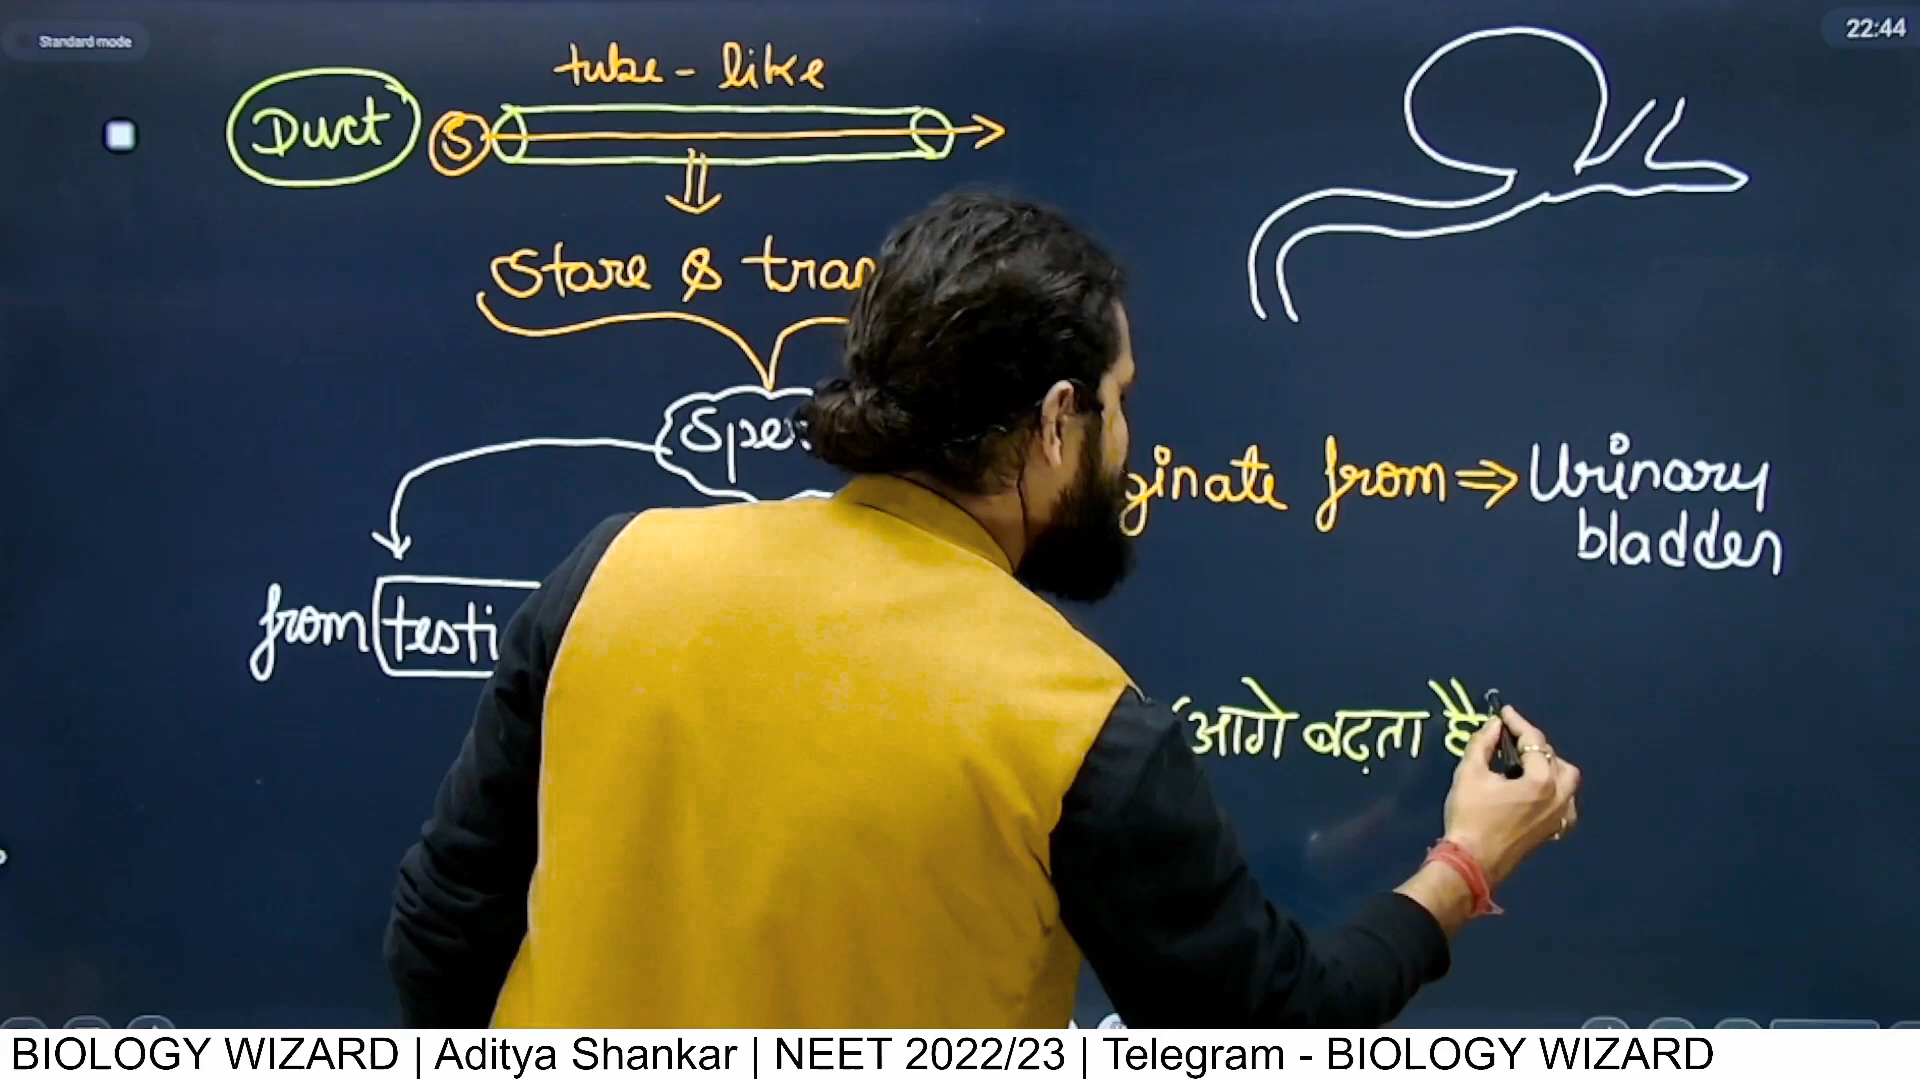 Standard mode
22:44
tube-like
Duct
S
Store & tran
Spe
ginate from ⇒ Urinary
bladder
from testi
आगे बढ़ता है
BIOLOGY WIZARD | Aditya Shankar | NEET 2022/23 | Telegram - BIOLOGY WIZARD